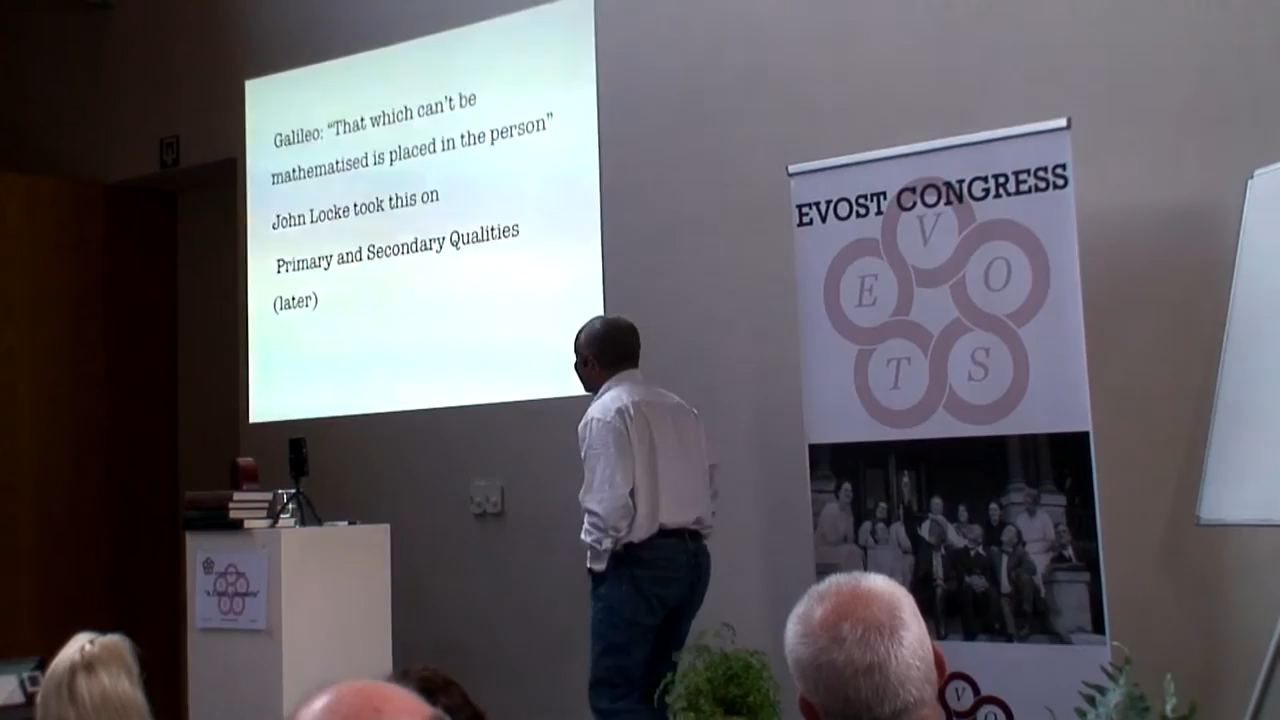 Galileo: “That which can’t be
mathematised is placed in the person”
John Locke took this on
Primary and Secondary Qualities
(later)
EVOST CONGRESS
V
E
O
T
S
V
O